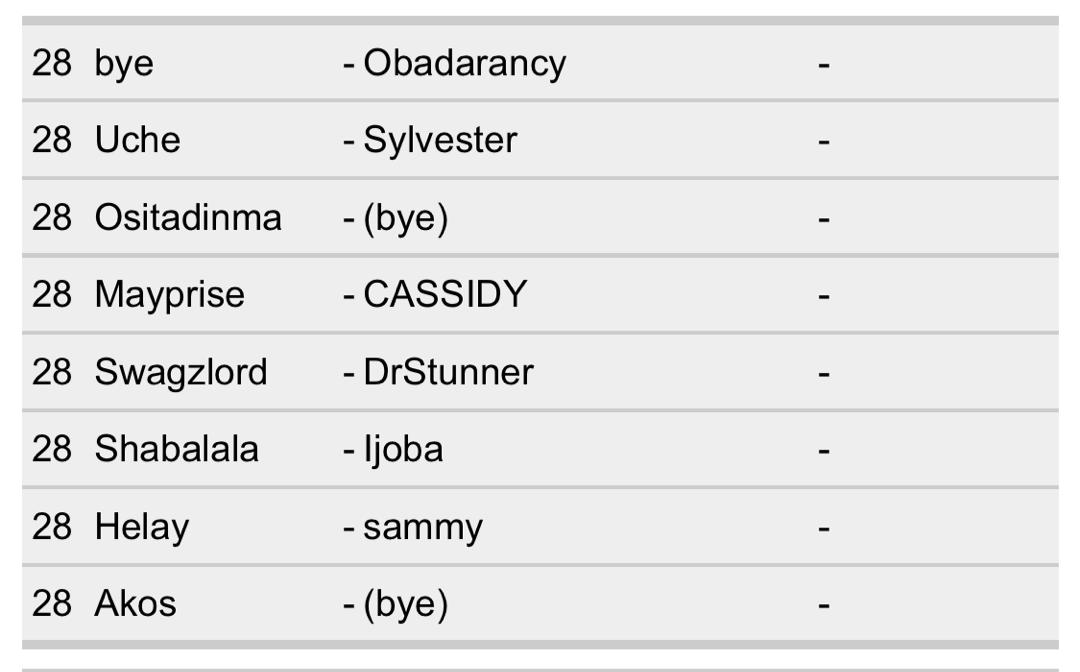 28 bye - Obadarancy -
28 Uche - Sylvester -
28 Ositadinma - (bye) -
28 Mayprise - CASSIDY -
28 Swagzlord - DrStunner -
28 Shabalala - Ijoba -
28 Helay - sammy -
28 Akos - (bye) -